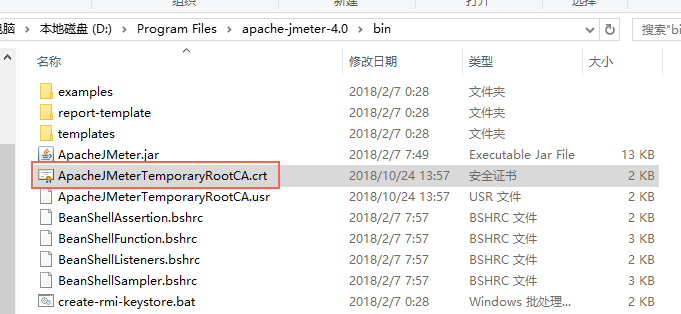 组织 新建 打开 选择
电脑 › 本地磁盘 (D:) › Program Files › apache-jmeter-4.0 › bin 搜索"bi
名称 修改日期 类型 大小
examples 2018/2/7 0:28 文件夹
report-template 2018/2/7 0:28 文件夹
templates 2018/2/7 0:28 文件夹
ApacheJMeter.jar 2018/2/7 7:49 Executable Jar File 13 KB
ApacheJMeterTemporaryRootCA.crt 2018/10/24 13:57 安全证书 2 KB
ApacheJMeterTemporaryRootCA.usr 2018/10/24 13:57 USR 文件 2 KB
BeanShellAssertion.bshrc 2018/2/7 7:57 BSHRC 文件 2 KB
BeanShellFunction.bshrc 2018/2/7 7:57 BSHRC 文件 3 KB
BeanShellListeners.bshrc 2018/2/7 7:57 BSHRC 文件 2 KB
BeanShellSampler.bshrc 2018/2/7 7:57 BSHRC 文件 3 KB
create-rmi-keystore.bat 2018/2/7 0:28 Windows 批处理... 2 KB